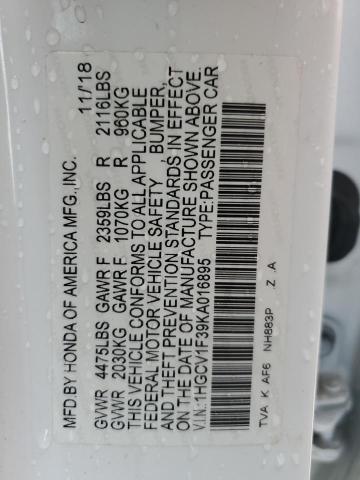 MFD.BY HONDA OF AMERICA MFG.,INC. 11/'18
GVWR 4475LBS GAWR F 2359LBS R 2116LBS
GVWR 2030KG GAWR F 1070KG R 960KG
THIS VEHICLE CONFORMS TO ALL APPLICABLE
FEDERAL MOTOR VEHICLE SAFETY, BUMPER,
AND THEFT PREVENTION STANDARDS IN EFFECT
ON THE DATE OF MANUFACTURE SHOWN ABOVE.
V.I.N.:1HGCV1F39KA016895 TYPE:PASSENGER CAR
TVA K AF6 NH883P Z .A